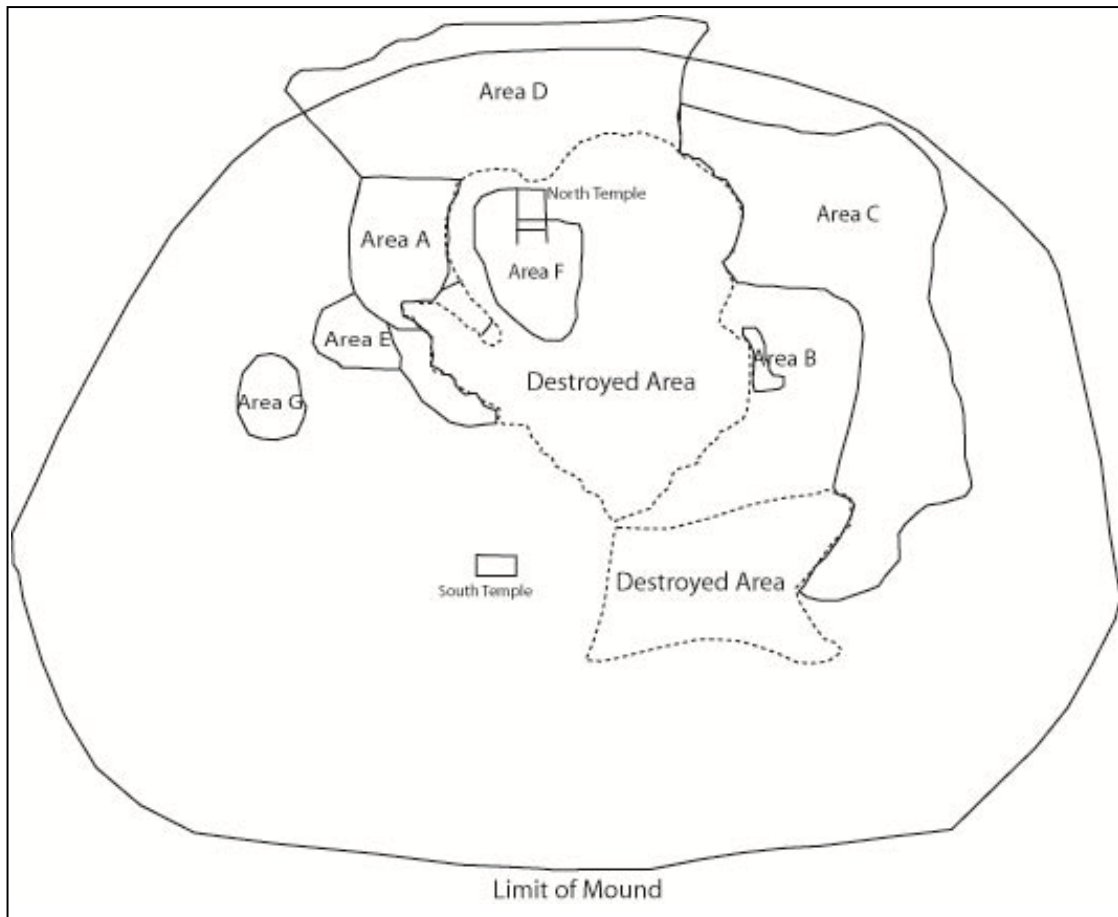 Area D
North Temple
Area C
Area A
Area F
Area E
Area B
Destroyed Area
Area G
Destroyed Area
South Temple
Limit of Mound